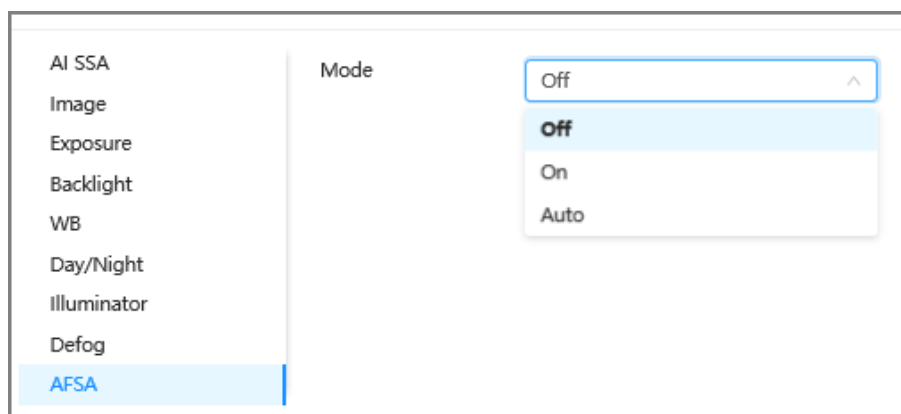 AI SSA
Image
Exposure
Backlight
WB
Day/Night
Illuminator
Defog
AFSA
Mode
Off
Off
On
Auto